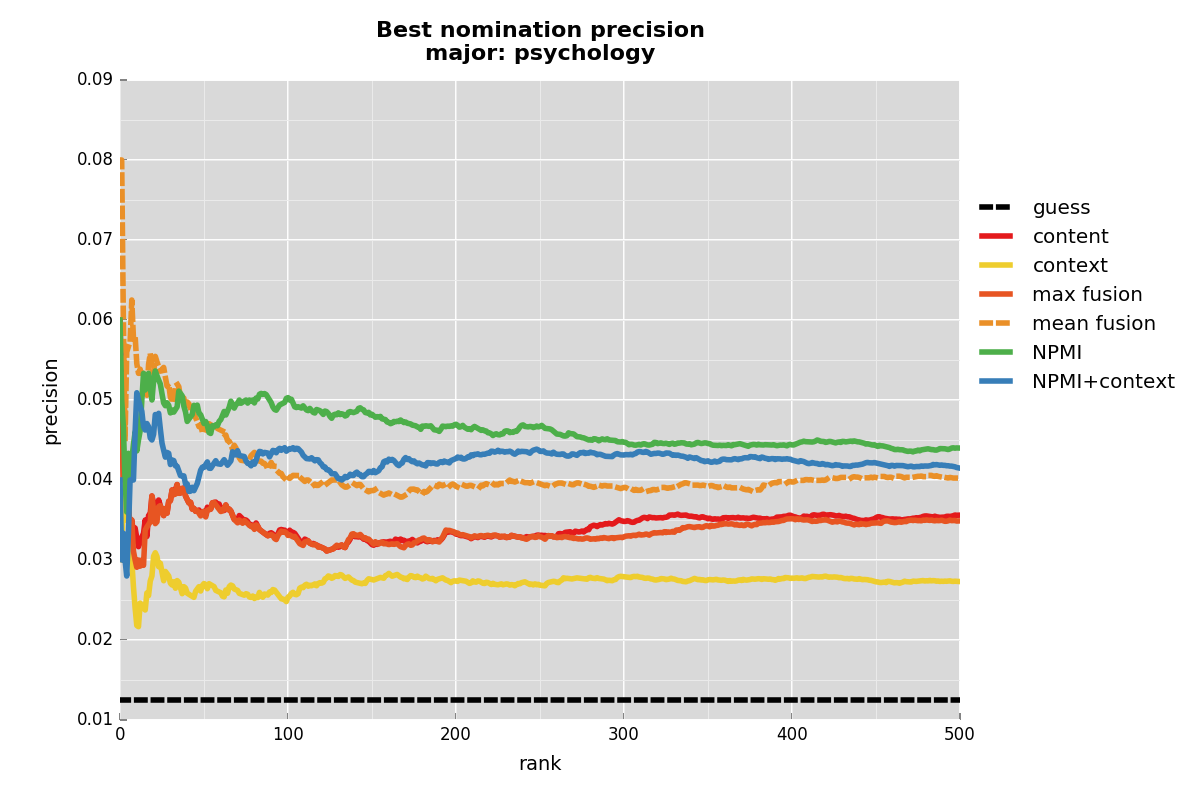 Best nomination precision
major: psychology
0.09
0.08
0.07
0.06
0.05
0.04
0.03
0.02
0.01
precision
0 100 200 300 400 500
rank
guess
content
context
max fusion
mean fusion
NPMI
NPMI+context